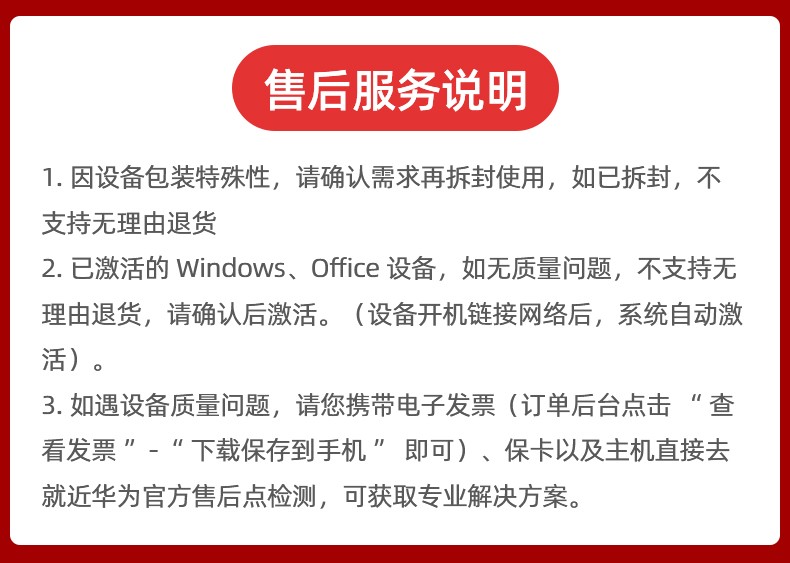 售后服务说明
1. 因设备包装特殊性，请确认需求再拆封使用，如已拆封，不
支持无理由退货
2. 已激活的 Windows、Office 设备，如无质量问题，不支持无
理由退货，请确认后激活。（设备开机链接网络后，系统自动激
活）。
3. 如遇设备质量问题，请您携带电子发票（订单后台点击 “ 查
看发票 ” - “ 下载保存到手机 ” 即可）、保卡以及主机直接去
就近华为官方售后点检测，可获取专业解决方案。